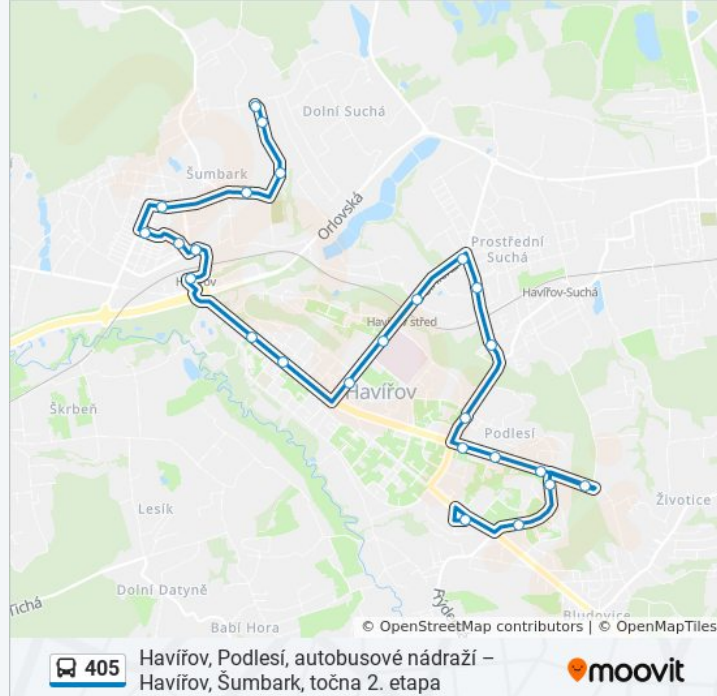 Dolní Suchá
Šumbark
Orlovská
Prostřední
Suchá
Havířov-Suchá
Havířov střed
Havířov
Škrbeň
Podlesí
Životice
Lesík
Dolní Datyně
Tichá
Babí Hora
Bludovice
© OpenStreetMap contributors | © OpenMapTiles
405
Havířov, Podlesí, autobusové nádraží –
Havířov, Šumbark, točna 2. etapa
moovit